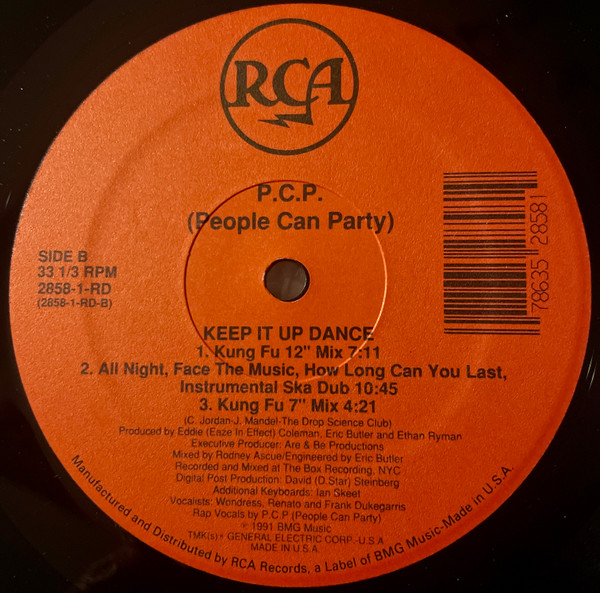 RCA
P.C.P.
(People Can Party)
SIDE B
33 1/3 RPM
2858-1-RD
(2858-1-RD-B)
78635 28581
KEEP IT UP DANCE
1. Kung Fu 12" Mix 7:11
2. All Night, Face The Music, How Long Can You Last,
Instrumental Ska Dub 10:45
3. Kung Fu 7" Mix 4:21
(C. Jordan-J. Mandel-The Drop Science Club)
Produced by Eddie (Eaze In Effect) Coleman, Eric Butler and Ethan Ryman
Executive Producer: Are & Be Productions
Mixed by Rodney Ascue/Engineered by Eric Butler
Recorded and Mixed at The Box Recording, NYC
Digital Post Production: David (D.Star) Steinberg
Additional Keyboards: Ian Skeet
Vocalists: Wondress, Renato and Frank Dukegarns
Rap Vocals by P.C.P (People Can Party)
℗ 1991 BMG Music
TMK(s)® GENERAL ELECTRIC CORP.-U.S.A
MADE IN U.S.A.
Manufactured and Distributed by RCA Records, a Label of BMG Music-Made in U.S.A.